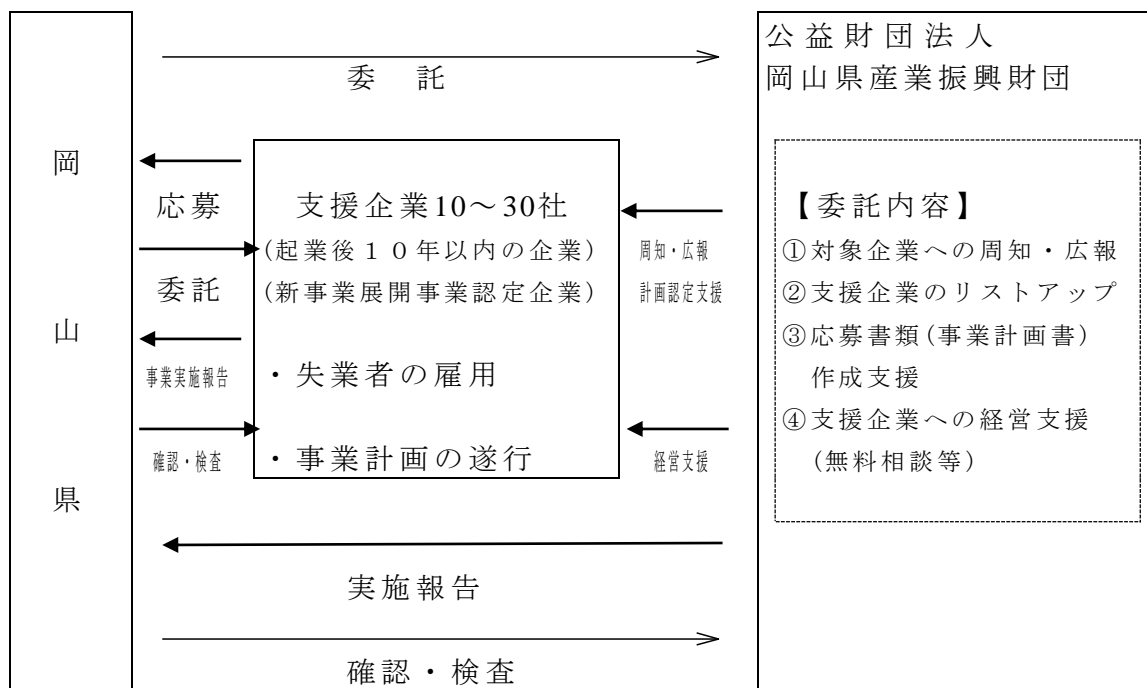 公益財団法人
岡山県産業振興財団
委　託
岡
山
県
応募
委託
事業実施報告
確認・検査
支援企業10～30社
(起業後１０年以内の企業)
(新事業展開事業認定企業)
・失業者の雇用
・事業計画の遂行
周知・広報
計画認定支援
経営支援
【委託内容】
①対象企業への周知・広報
②支援企業のリストアップ
③応募書類(事業計画書)
作成支援
④支援企業への経営支援
(無料相談等)
実施報告
確認・検査